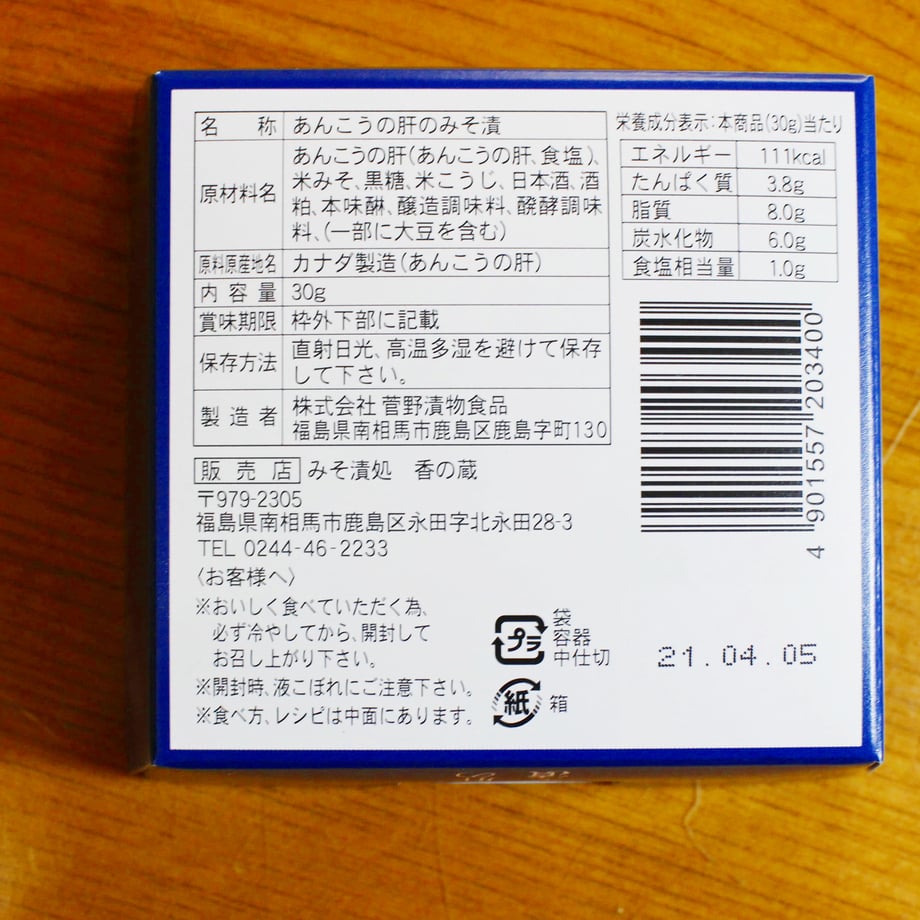 名称 あんこうの肝のみそ漬
原材料名 あんこうの肝(あんこうの肝、食塩)、
米みそ、黒糖、米こうじ、日本酒、酒
粕、本味醂、醸造調味料、醗酵調味
料、(一部に大豆を含む)
原料原産地名 カナダ製造(あんこうの肝)
内容量 30g
賞味期限 枠外下部に記載
保存方法 直射日光、高温多湿を避けて保存
して下さい。
製造者 株式会社 菅野漬物食品
福島県南相馬市鹿島区鹿島字町130
販売店 みそ漬処 香の蔵
〒979-2305
福島県南相馬市鹿島区永田字北永田28-3
TEL 0244-46-2233
〈お客様へ〉
※おいしく食べていただく為、
必ず冷やしてから、開封して
お召し上がり下さい。
※開封時、液こぼれにご注意下さい。
※食べ方、レシピは中面にあります。
栄養成分表示:本商品(30g)当たり
エネルギー 111kcal
たんぱく質 3.8g
脂質 8.0g
炭水化物 6.0g
食塩相当量 1.0g
4 901557 203400
プラ
袋
容器
中仕切
紙 箱
21.04.05